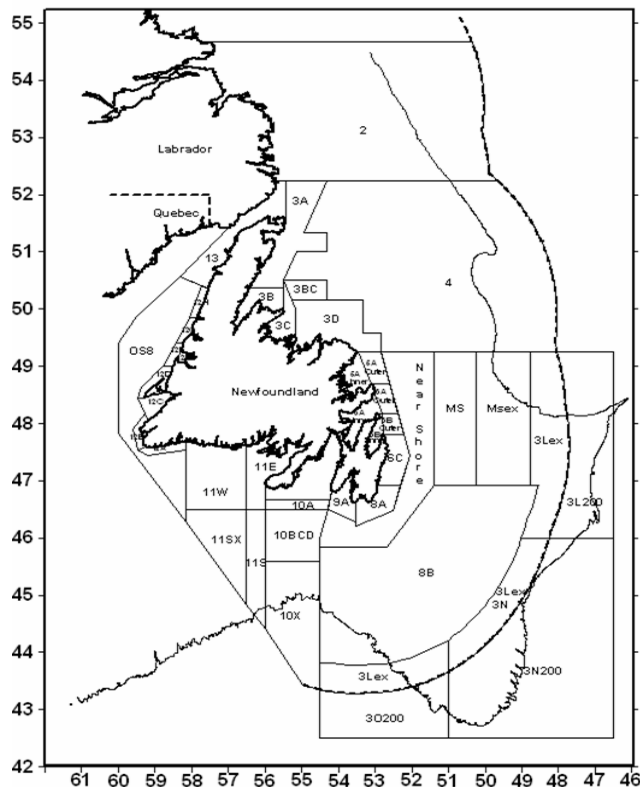 55
54
53
52
51
50
49
48
47
46
45
44
43
42
2
Labrador
3A
Quebec
13
4
3BC
3B
3D
3C
OS8
Near Shore
MS
Msex
3Lex
Newfoundland
12C
6C
11E
11W
10A
9A
8A
3L200
11SX
10BCD
11S
8B
3Lex
3N
10X
3Lex
3N200
3O200
61 60 59 58 57 56 55 54 53 52 51 50 49 48 47 46